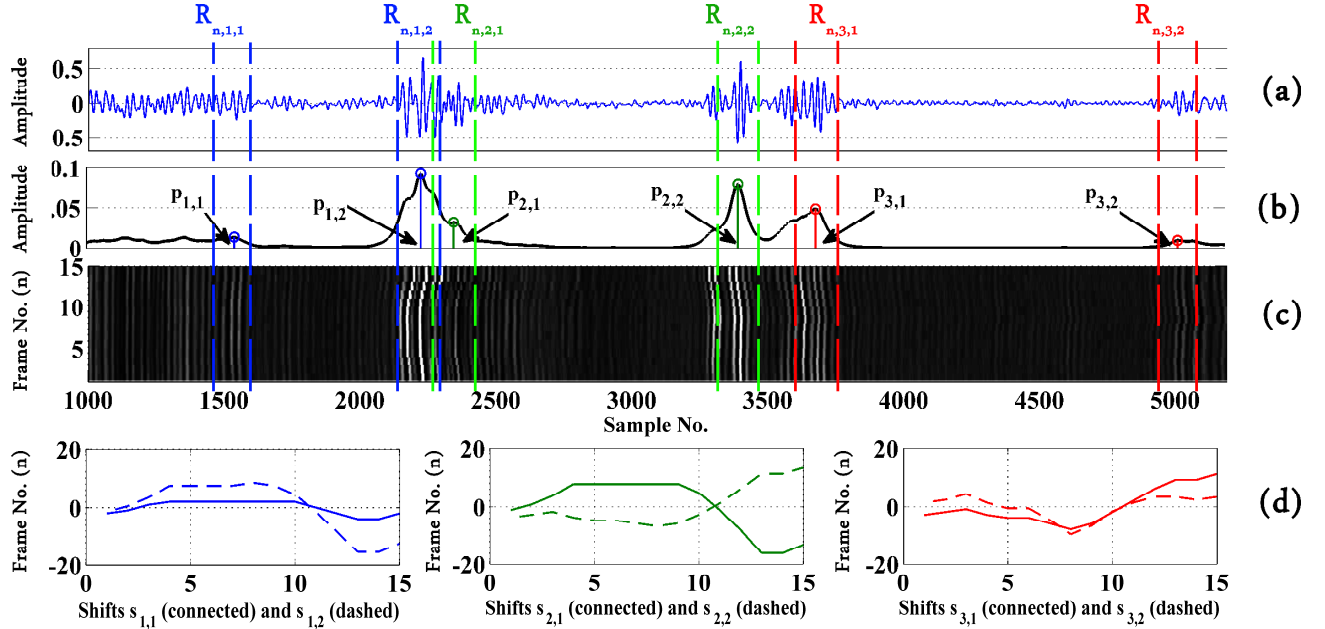 R n,1,1 R n,1,2 R n,2,1 R n,2,2 R n,3,1 R n,3,2
Amplitude
0.5
0
0.5
(a)
Amplitude
0.1
.05
0
p1,1
p1,2
p2,1
p2,2
p3,1
p3,2
(b)
Frame No. (n)
15
10
5
(c)
1000 1500 2000 2500 3000 3500 4000 4500 5000
Sample No.
Frame No. (n)
20
0
-20
0 5 10 15
Shifts s1,1 (connected) and s1,2 (dashed)
Frame No. (n)
20
0
-20
0 5 10 15
Shifts s2,1 (connected) and s2,2 (dashed)
Frame No. (n)
20
0
-20
0 5 10 15
Shifts s3,1 (connected) and s3,2 (dashed)
(d)